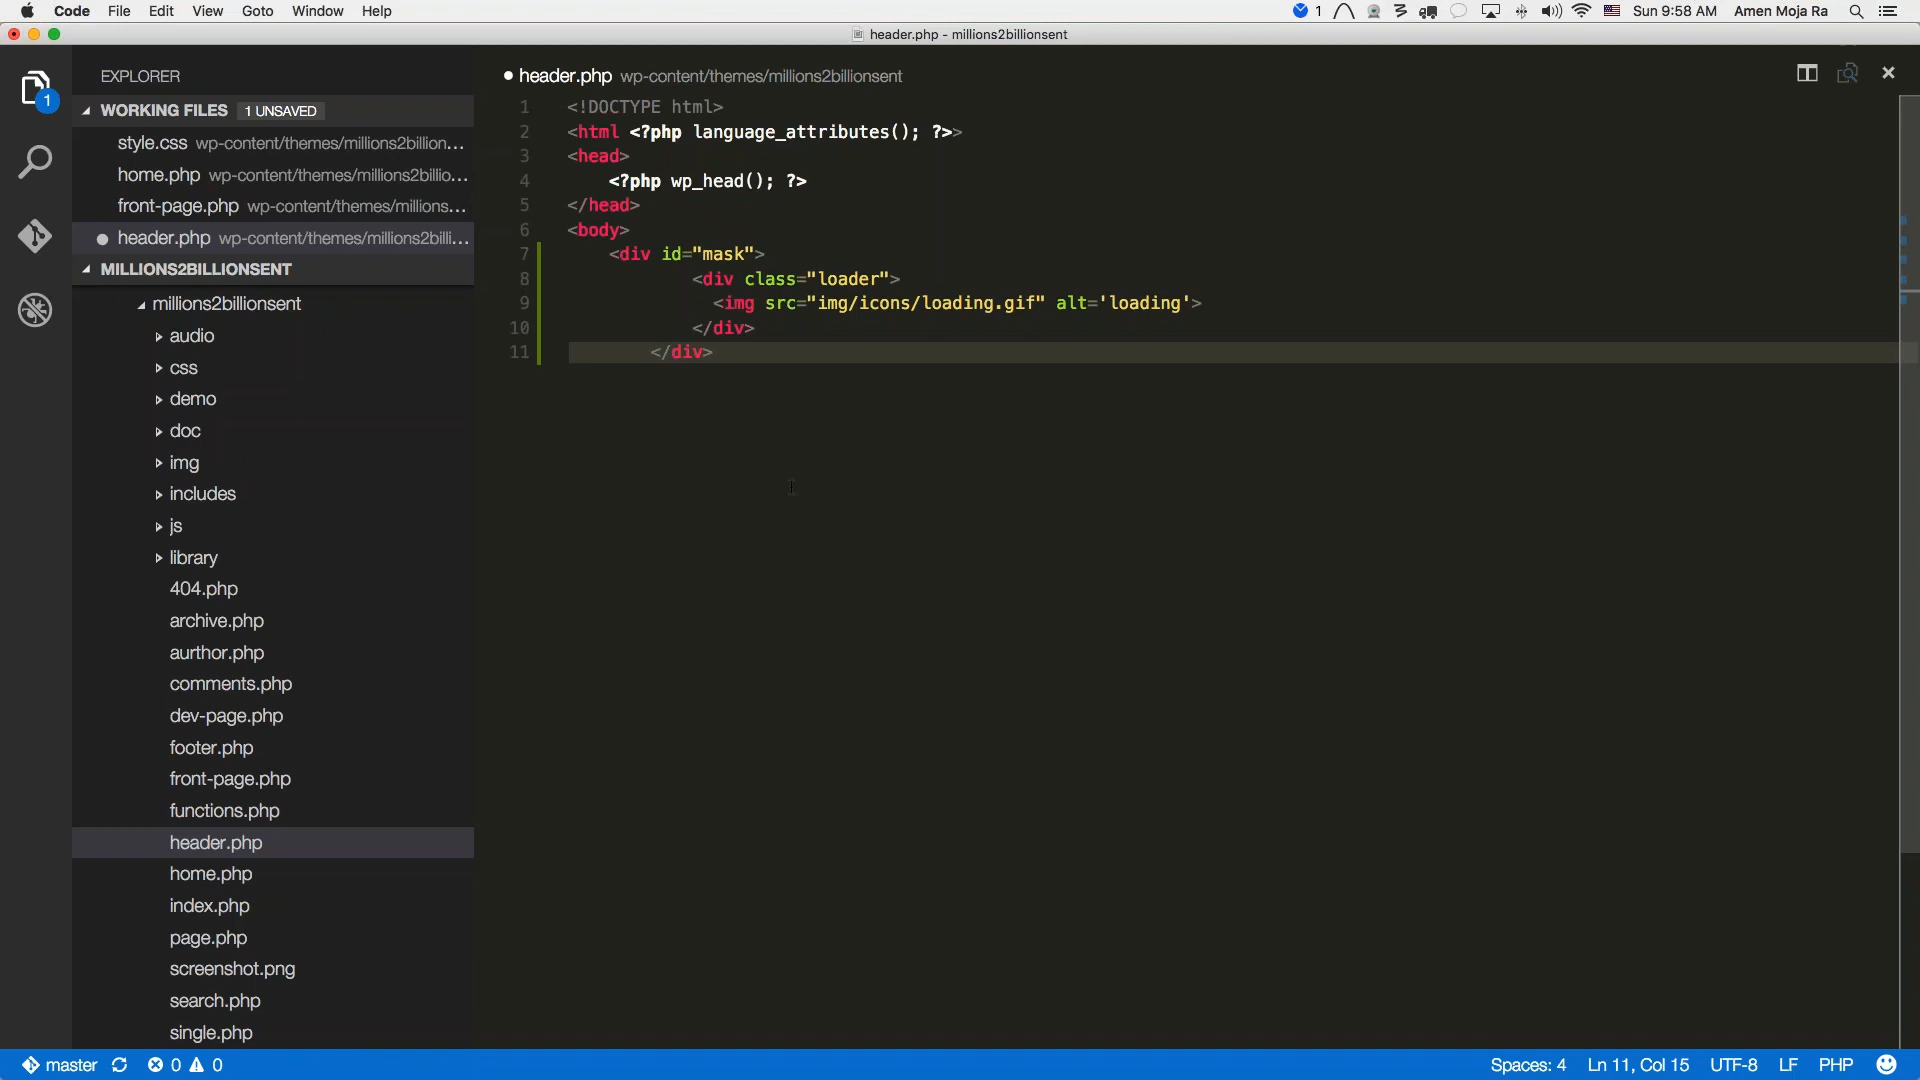 Code File Edit View Goto Window Help 1 Sun 9:58 AM Amen Moja Ra
header.php - millions2billionsent
EXPLORER
WORKING FILES 1 UNSAVED
style.css wp-content/themes/millions2billion...
home.php wp-content/themes/millions2billio...
front-page.php wp-content/themes/millions...
header.php wp-content/themes/millions2billi...
MILLIONS2BILLIONSENT
millions2billionsent
audio
css
demo
doc
img
includes
js
library
404.php
archive.php
aurthor.php
comments.php
dev-page.php
footer.php
front-page.php
functions.php
header.php
home.php
index.php
page.php
screenshot.png
search.php
single.php
1
header.php wp-content/themes/millions2billionsent
1 <!DOCTYPE html>
2 <html <?php language_attributes(); ?>>
3 <head>
4 <?php wp_head(); ?>
5 </head>
6 <body>
7 <div id="mask">
8 <div class="loader">
9 <img src="img/icons/loading.gif" alt='loading'>
10 </div>
11 </div>
master 0 0 Spaces: 4 Ln 11, Col 15 UTF-8 LF PHP